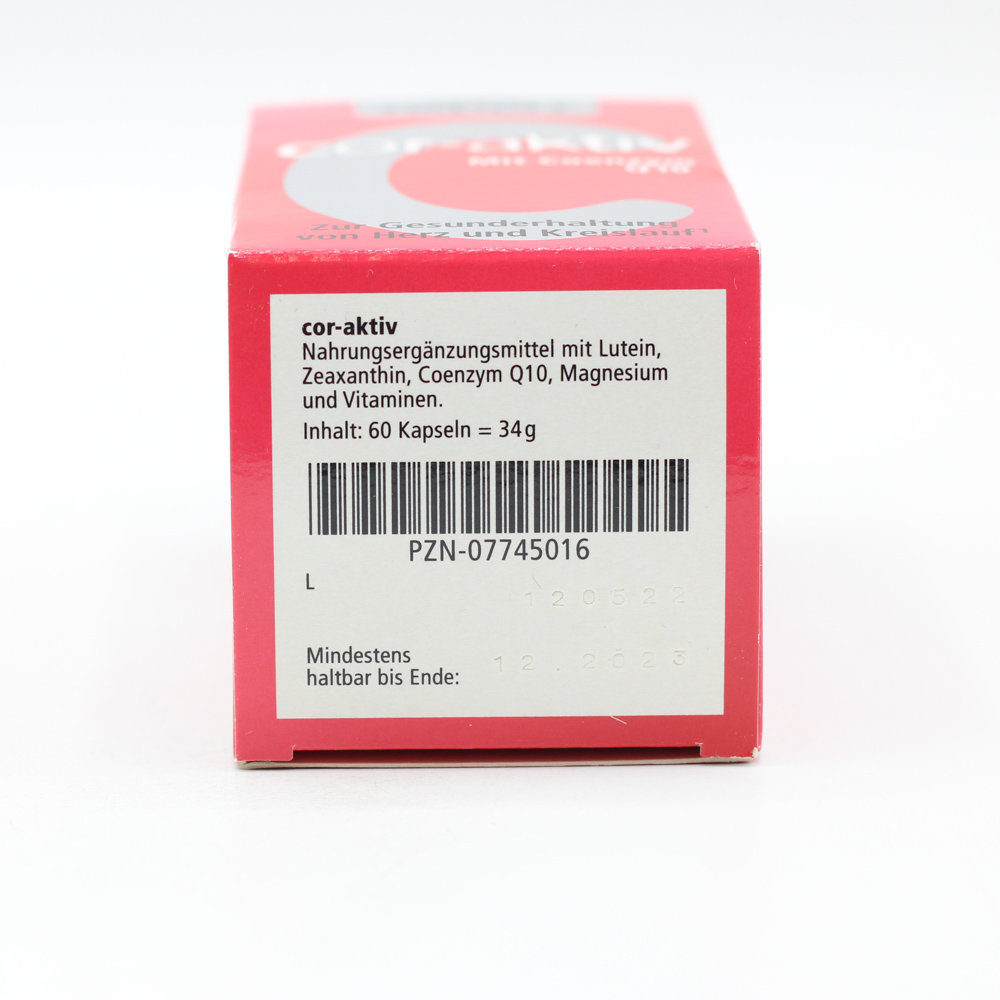 cor-aktiv
Mit Coenzym
Q10
Zur Gesunderhaltung
von Herz und Kreislauf¹
cor-aktiv
Nahrungsergänzungsmittel mit Lutein,
Zeaxanthin, Coenzym Q10, Magnesium
und Vitaminen.
Inhalt: 60 Kapseln = 34g
PZN-07745016
L
120522
Mindestens
haltbar bis Ende: 12.2023